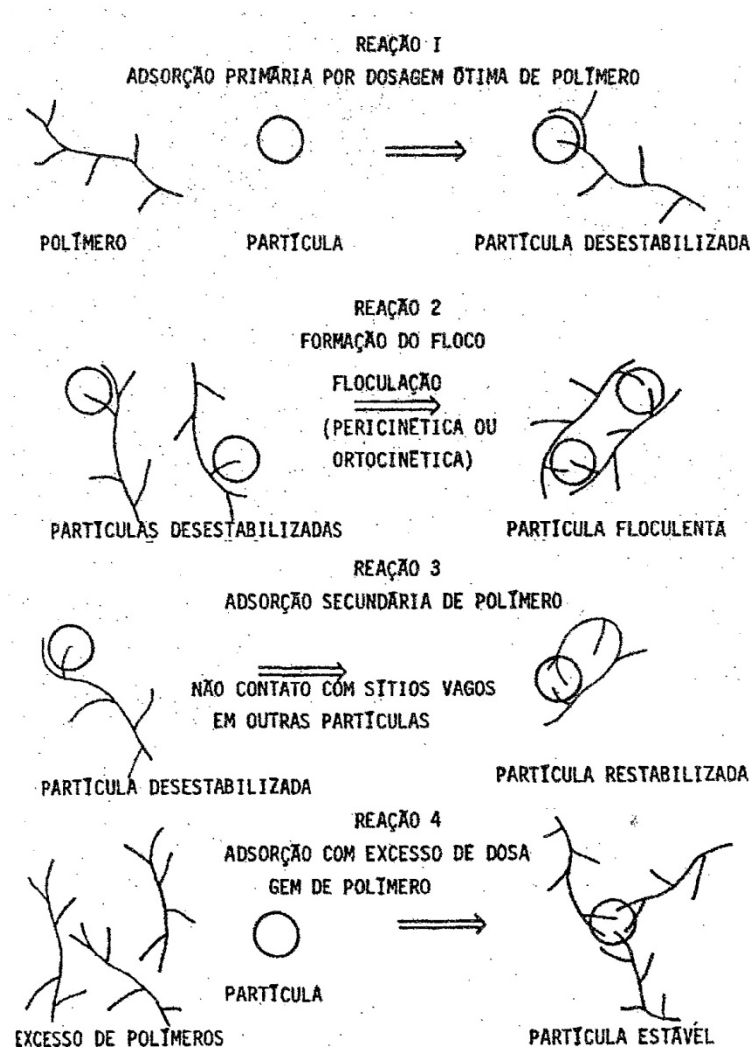 REAÇÃO I
ADSORÇÃO PRIMÁRIA POR DOSAGEM ÓTIMA DE POLÍMERO
POLÍMERO
PARTÍCULA
PARTÍCULA DESESTABILIZADA
REAÇÃO 2
FORMAÇÃO DO FLOCO
FLOCULAÇÃO
(PERICINÉTICA OU
ORTOCINÉTICA)
PARTÍCULAS DESESTABILIZADAS
PARTÍCULA FLOCULENTA
REAÇÃO 3
ADSORÇÃO SECUNDÁRIA DE POLÍMERO
NÃO CONTATO COM SÍTIOS VAGOS
EM OUTRAS PARTÍCULAS
PARTÍCULA DESESTABILIZADA
PARTÍCULA RESTABILIZADA
REAÇÃO 4
ADSORÇÃO COM EXCESSO DE DOSA
GEM DE POLÍMERO
PARTÍCULA
EXCESSO DE POLÍMEROS
PARTÍCULA ESTAVÉL